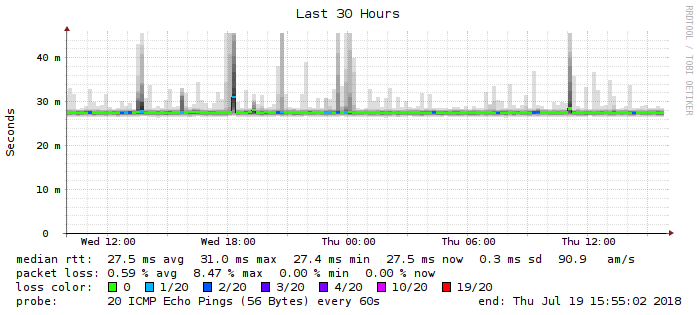 Last 30 Hours
RRDTOOL / TOBI OETIKER
Seconds
40 m
30 m
20 m
10 m
0
Wed 12:00 Wed 18:00 Thu 00:00 Thu 06:00 Thu 12:00
median rtt: 27.5 ms avg 31.0 ms max 27.4 ms min 27.5 ms now 0.3 ms sd 90.9 am/s
packet loss: 0.59 % avg 8.47 % max 0.00 % min 0.00 % now
loss color: 0 1/20 2/20 3/20 4/20 10/20 19/20
probe: 20 ICMP Echo Pings (56 Bytes) every 60s end: Thu Jul 19 15:55:02 2018